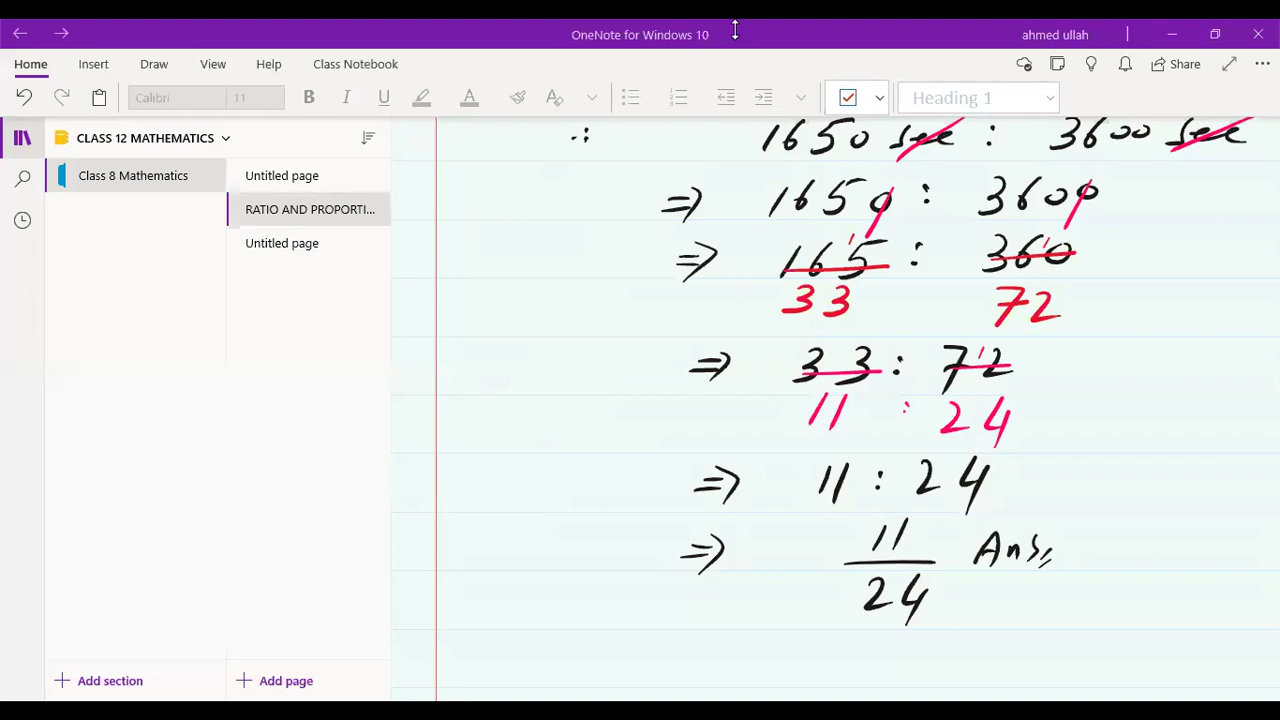 OneNote for Windows 10
ahmed ullah
Home Insert Draw View Help Class Notebook
Share
Calibri 11 B I U A Heading 1
CLASS 12 MATHEMATICS
Class 8 Mathematics
Untitled page
RATIO AND PROPORTI...
Untitled page
Add section
Add page
∴ 1650 sec : 3600 sec
⇒ 1650 : 3600
⇒ 165 : 360
33 72
⇒ 33 : 72
11 : 24
⇒ 11 : 24
⇒ 11
24
Ans